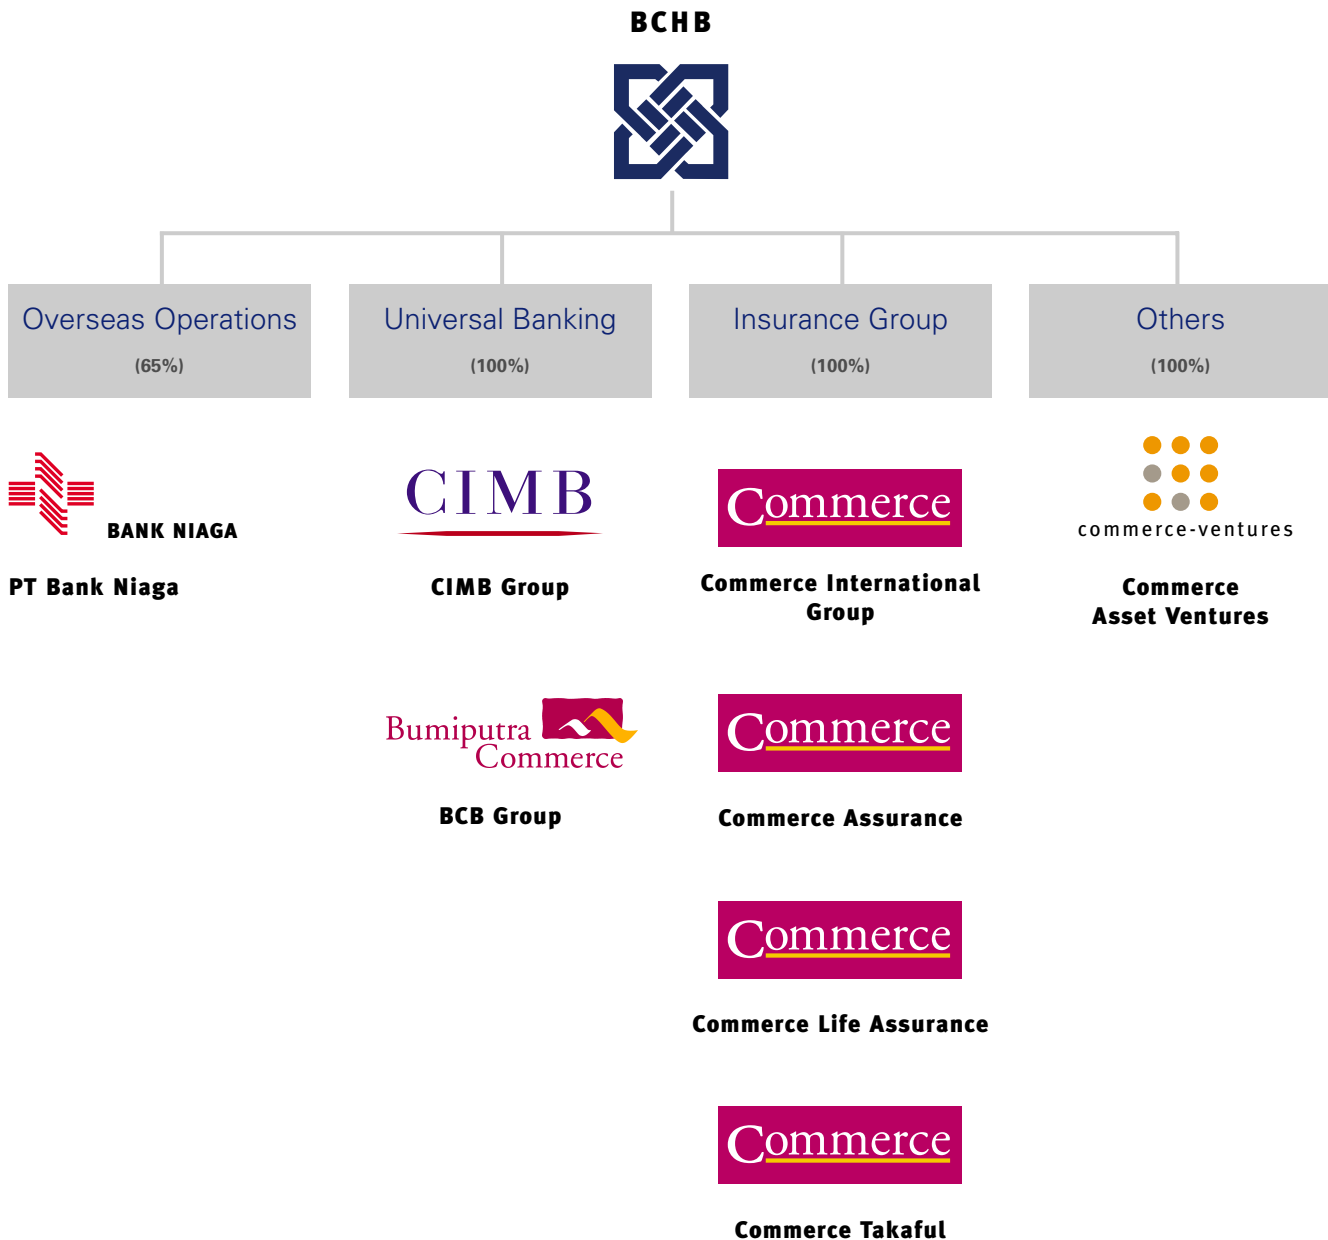 BCHB
Overseas Operations
(65%)
Universal Banking
(100%)
Insurance Group
(100%)
Others
(100%)
BANK NIAGA
PT Bank Niaga
CIMB
CIMB Group
Bumiputra
Commerce
BCB Group
Commerce
Commerce International
Group
Commerce
Commerce Assurance
Commerce
Commerce Life Assurance
Commerce
Commerce Takaful
commerce-ventures
Commerce
Asset Ventures